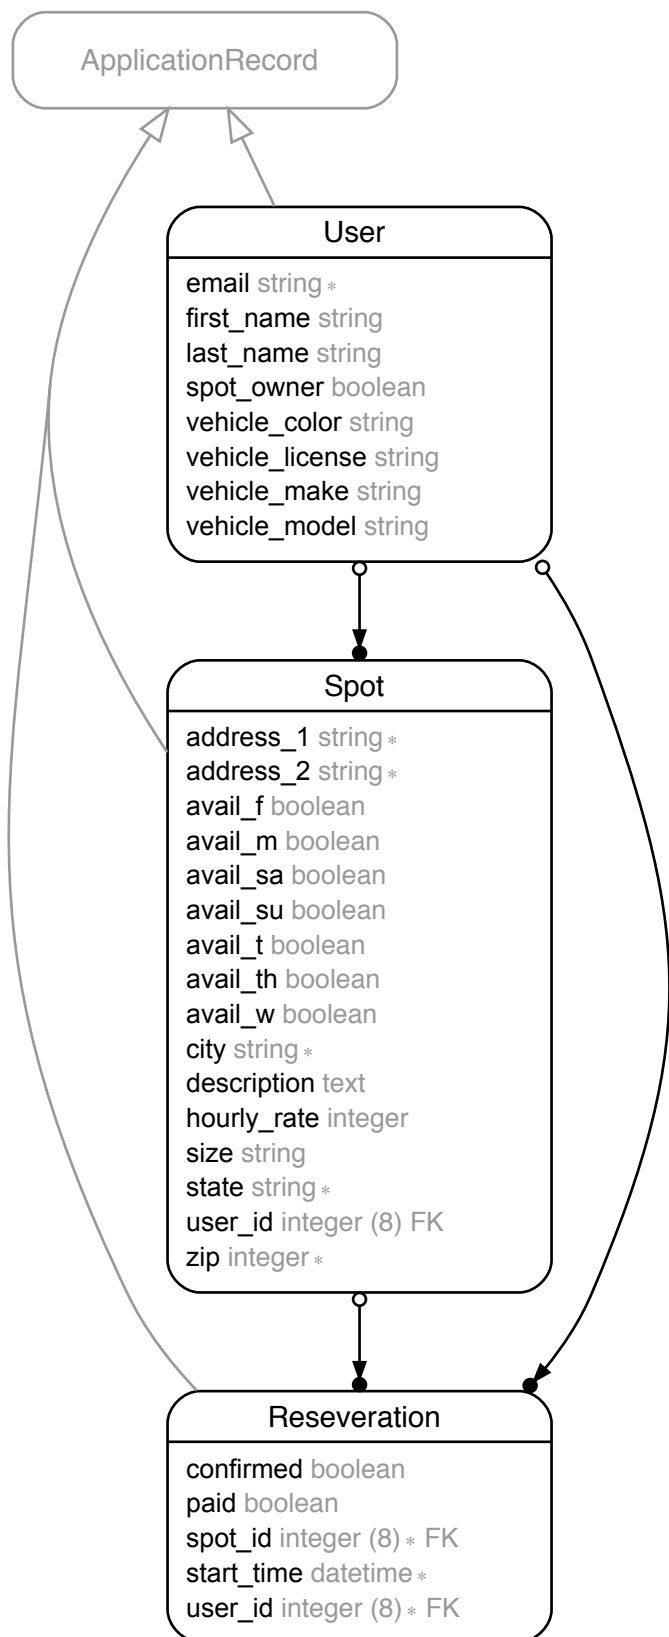 ApplicationRecord
User
email string ∗
first_name string
last_name string
spot_owner boolean
vehicle_color string
vehicle_license string
vehicle_make string
vehicle_model string
Spot
address_1 string ∗
address_2 string ∗
avail_f boolean
avail_m boolean
avail_sa boolean
avail_su boolean
avail_t boolean
avail_th boolean
avail_w boolean
city string ∗
description text
hourly_rate integer
size string
state string ∗
user_id integer (8) FK
zip integer ∗
Reseveration
confirmed boolean
paid boolean
spot_id integer (8) ∗ FK
start_time datetime ∗
user_id integer (8) ∗ FK